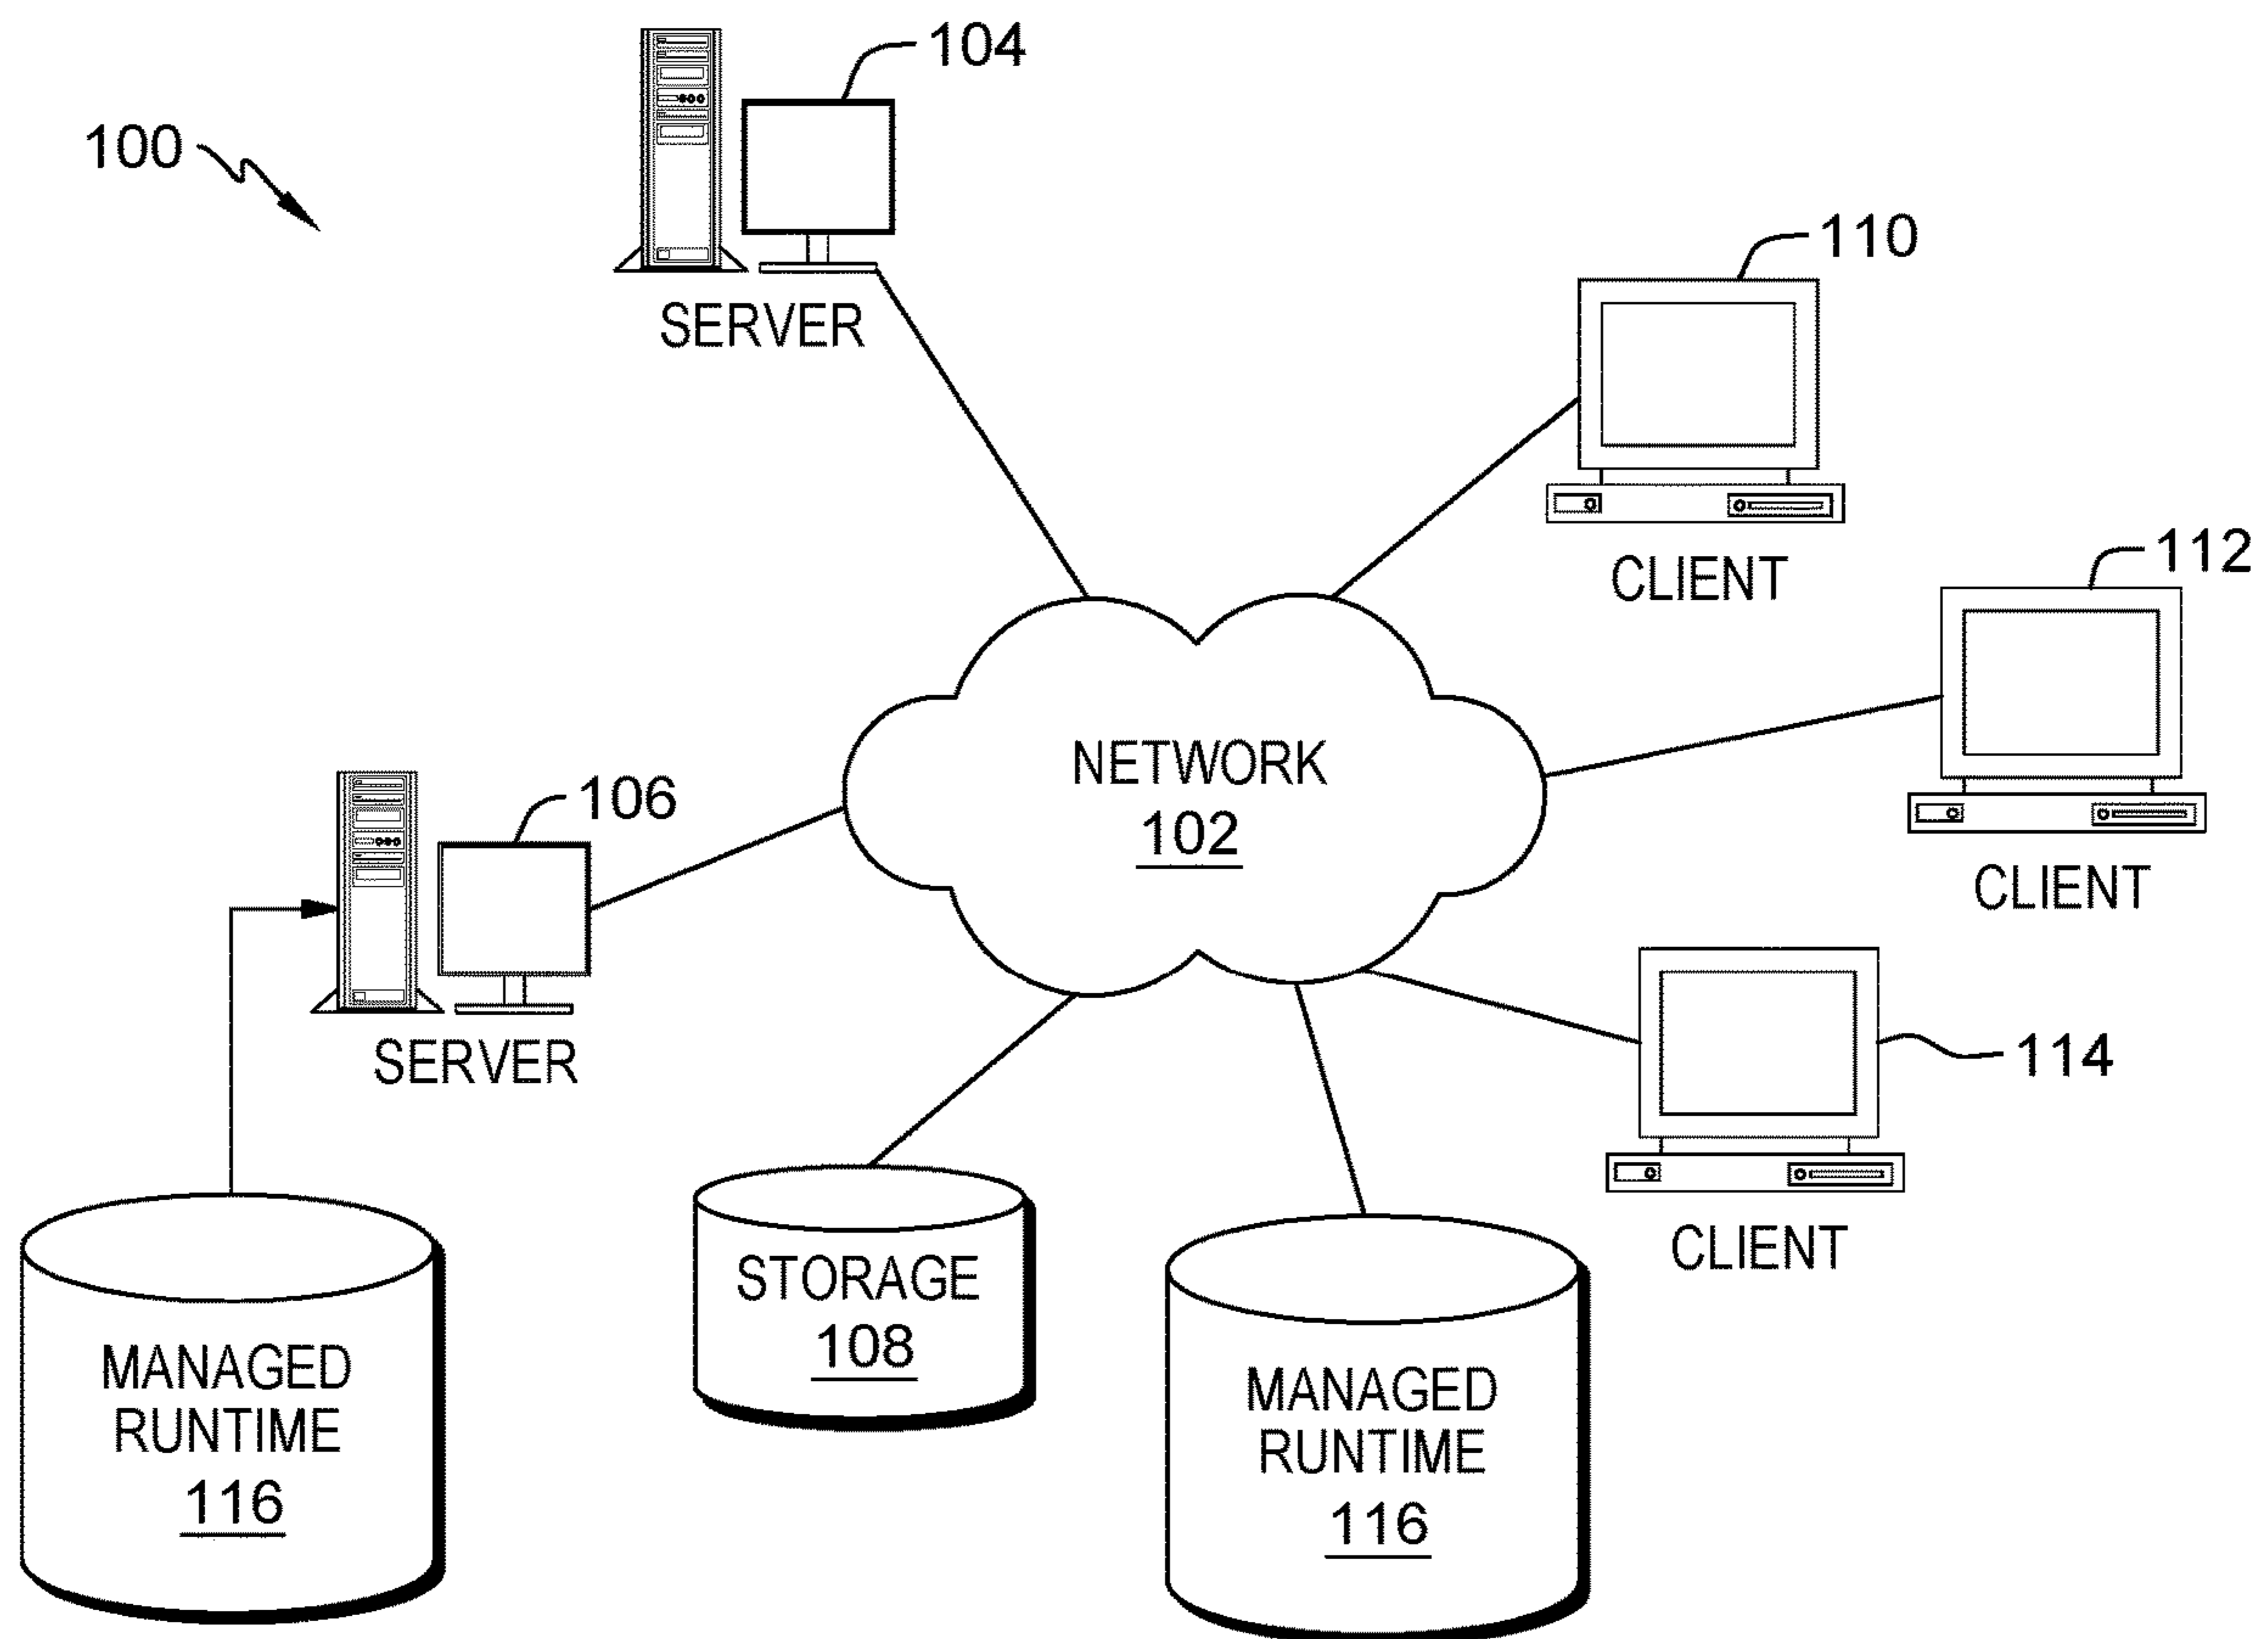 104
100
SERVER
110
CLIENT
112
CLIENT
NETWORK
102
106
SERVER
114
CLIENT
STORAGE
108
MANAGED
RUNTIME
116
MANAGED
RUNTIME
116